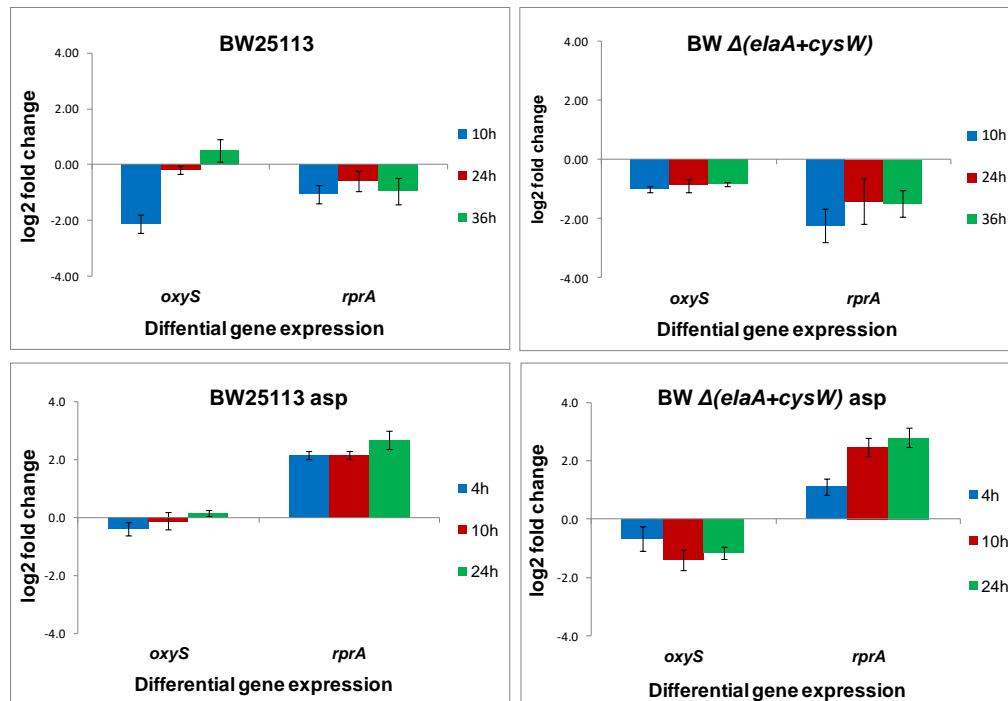 BW25113
4.00
2.00
0.00
-2.00
-4.00
log2 fold change
oxyS
rprA
Diffential gene expression
10h
24h
36h
BW Δ(elaA+cysW)
4.00
2.00
0.00
-2.00
-4.00
log2 fold change
oxyS
rprA
Diffential gene expression
10h
24h
36h
BW25113 asp
4.0
2.0
0.0
-2.0
-4.0
log2 fold change
oxyS
rprA
Differential gene expression
4h
10h
24h
BW Δ(elaA+cysW) asp
4.0
2.0
0.0
-2.0
-4.0
log2 fold change
oxyS
rprA
Differential gene expression
4h
10h
24h